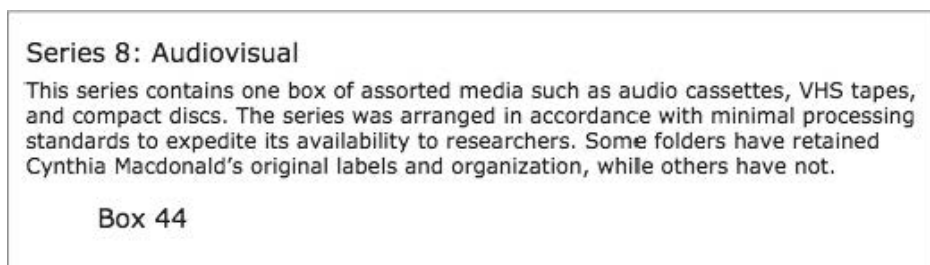 Series 8: Audiovisual
This series contains one box of assorted media such as audio cassettes, VHS tapes,
and compact discs. The series was arranged in accordance with minimal processing
standards to expedite its availability to researchers. Some folders have retained
Cynthia Macdonald's original labels and organization, while others have not.
Box 44